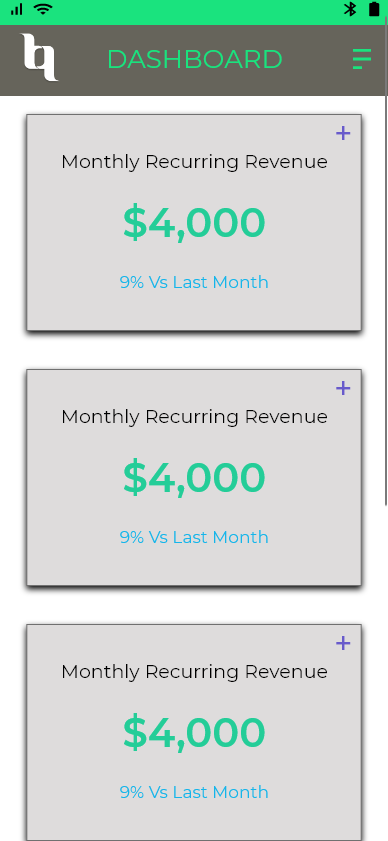 DASHBOARD
+
Monthly Recurring Revenue
$4,000
9% Vs Last Month
+
Monthly Recurring Revenue
$4,000
9% Vs Last Month
+
Monthly Recurring Revenue
$4,000
9% Vs Last Month